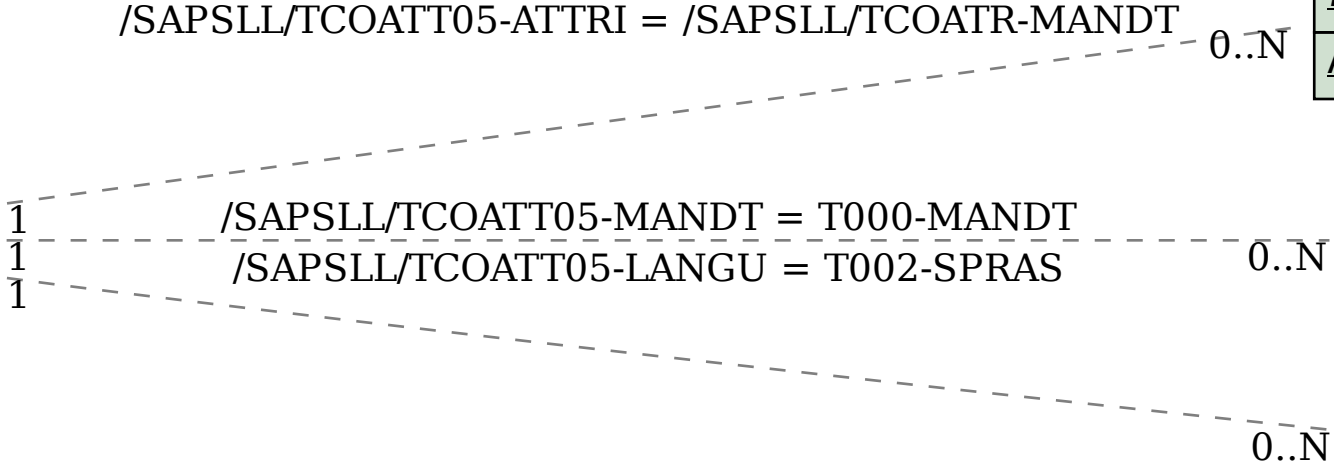 /SAPSLL/TCOATT05-ATTRI = /SAPSLL/TCOATR-MANDT
0..N
1
/SAPSLL/TCOATT05-MANDT = T000-MANDT
1
/SAPSLL/TCOATT05-LANGU = T002-SPRAS
0..N
1
0..N